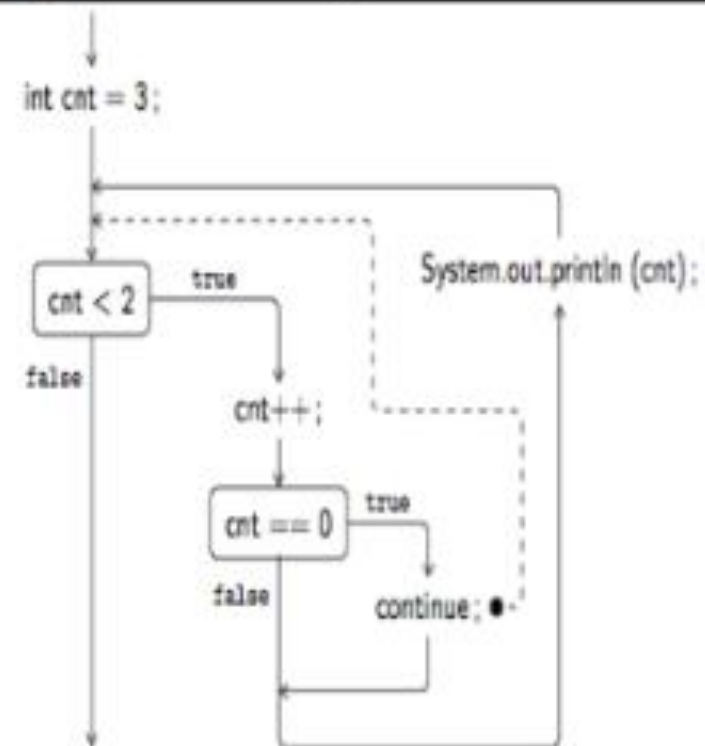 int cnt = 3;
System.out.println (cnt);
cnt < 2
true
false
cnt++;
cnt == 0
true
false
continue;